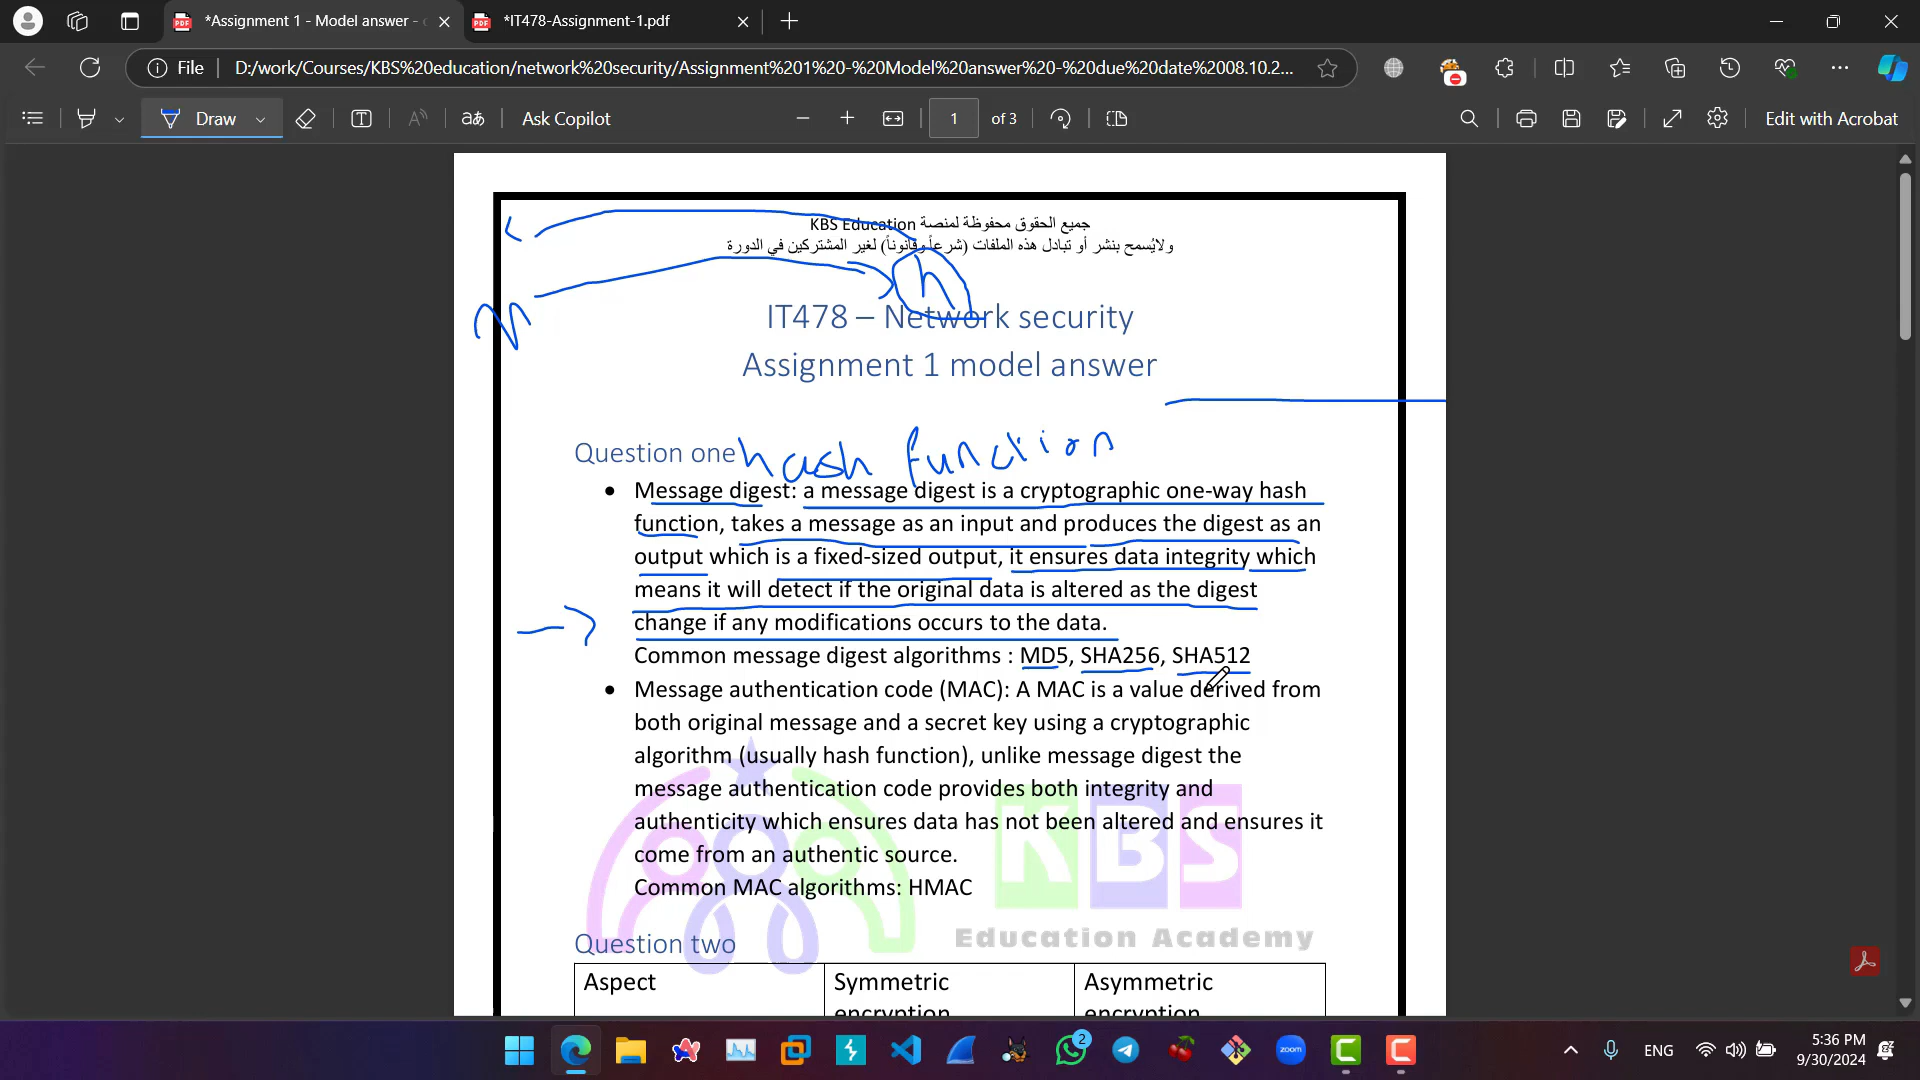 *Assignment 1 - Model answer -
*IT478-Assignment-1.pdf
File
D:/work/Courses/KBS%20education/network%20security/Assignment%201%20-%20Model%20answer%20-%20due%20date%2008.10.2...
Draw
aあ
Ask Copilot
1
of 3
Edit with Acrobat
جميع الحقوق محفوظة لمنصة KBS Education
ولايُسمح بنشر أو تبادل هذه الملفات (شرعاً وقانوناً) لغير المشتركين في الدورة
h
IT478 – Network security
Assignment 1 model answer
Question one
hash function
• Message digest: a message digest is a cryptographic one-way hash
function, takes a message as an input and produces the digest as an
output which is a fixed-sized output, it ensures data integrity which
means it will detect if the original data is altered as the digest
change if any modifications occurs to the data.
Common message digest algorithms : MD5, SHA256, SHA512
• Message authentication code (MAC): A MAC is a value derived from
both original message and a secret key using a cryptographic
algorithm (usually hash function), unlike message digest the
message authentication code provides both integrity and
authenticity which ensures data has not been altered and ensures it
come from an authentic source.
Common MAC algorithms: HMAC
KBS
Education Academy
Question two
Aspect
Symmetric encryption
Asymmetric encryption
zoom
2
ENG
5:36 PM
9/30/2024